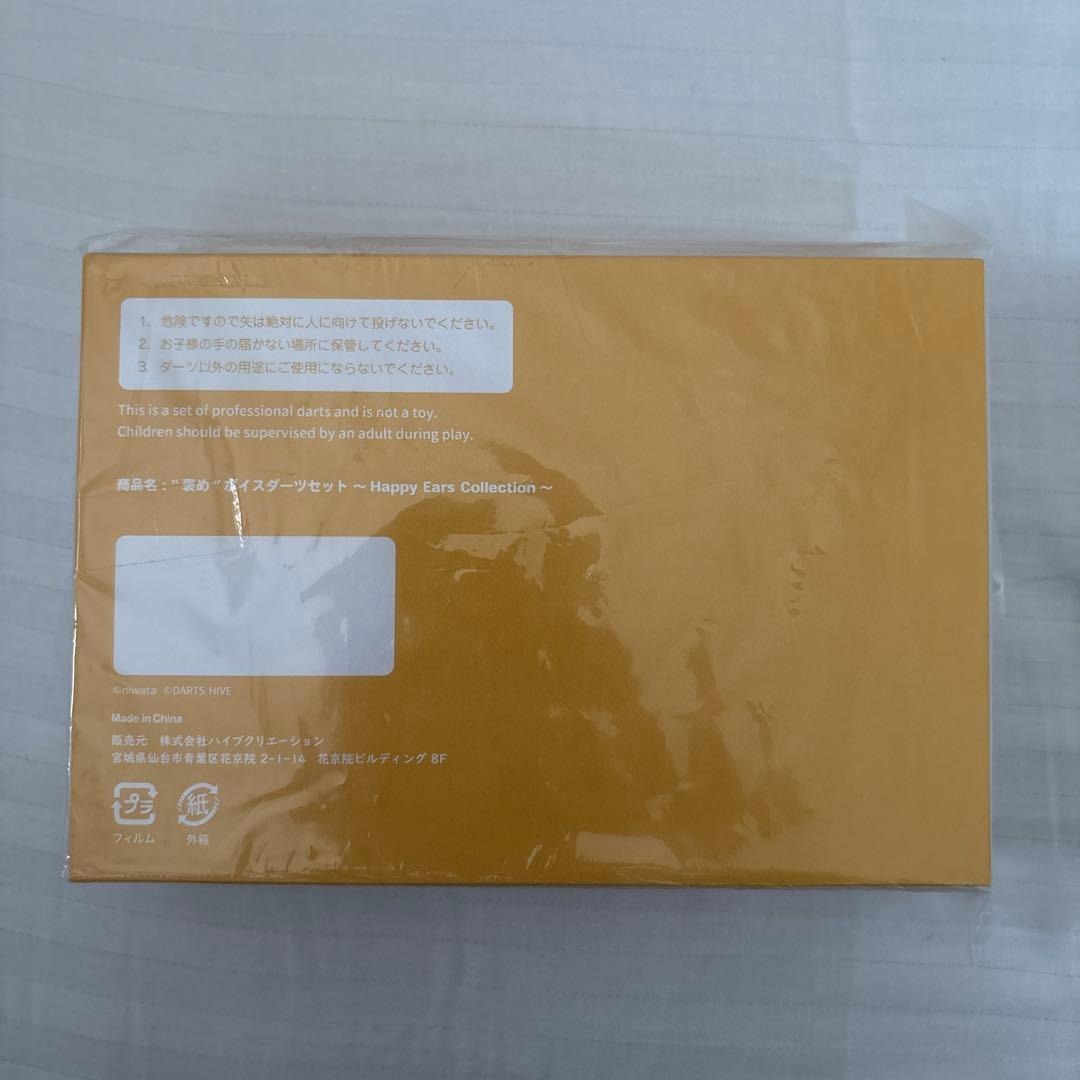 1. 危険ですので矢は絶対に人に向けて投げないでください。
2. お子様の手の届かない場所に保管してください。
3. ダーツ以外の用途にご使用にならないでください。
This is a set of professional darts and is not a toy.
Children should be supervised by an adult during play.
商品名：“褒め”ボイスダーツセット 〜Happy Ears Collection〜
©niwata ©DARTS HIVE
Made in China
販売元 株式会社ハイブクリエーション
宮城県仙台市青葉区花京院 2-1-14 花京院ビルディング 8F
プラ 紙
フィルム 外箱